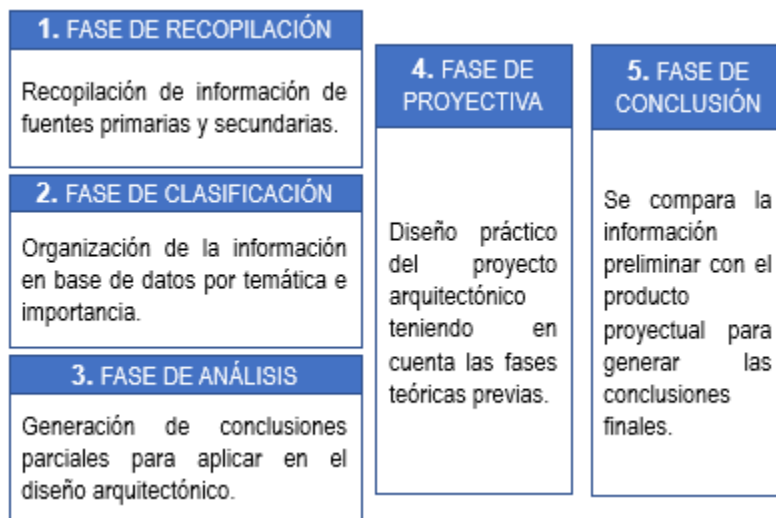 1. FASE DE RECOPILACIÓN
Recopilación de información de
fuentes primarias y secundarias.
2. FASE DE CLASIFICACIÓN
Organización de la información
en base de datos por temática e
importancia.
3. FASE DE ANÁLISIS
Generación de conclusiones
parciales para aplicar en el
diseño arquitectónico.
4. FASE DE
PROYECTIVA
Diseño práctico
del proyecto
arquitectónico
teniendo en
cuenta las fases
teóricas previas.
5. FASE DE
CONCLUSIÓN
Se compara la
información
preliminar con el
producto
proyectual para
generar las
conclusiones
finales.